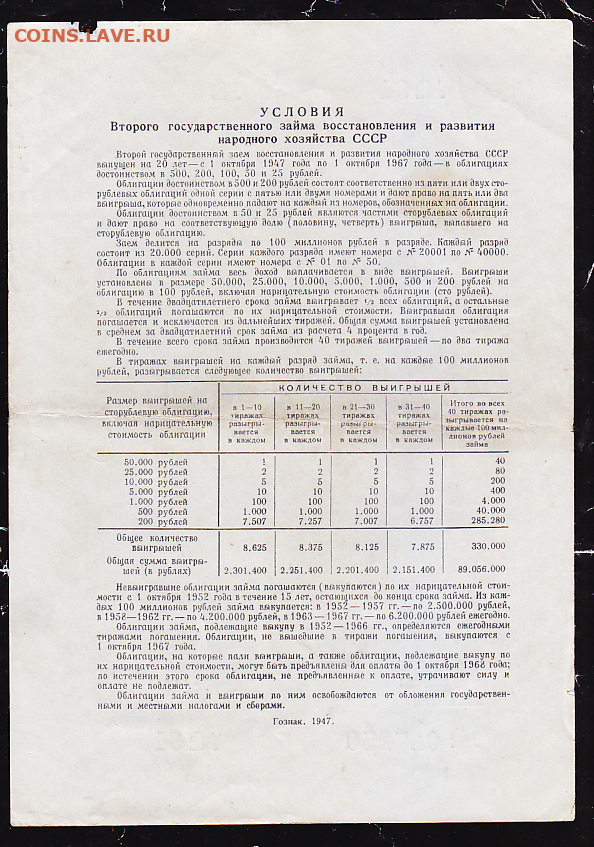 COINS.LAVE.RU
УСЛОВИЯ
Второго государственного займа восстановления и развития
народного хозяйства СССР
Второй государственный заем восстановления и развития народного хозяйства СССР
выпущен на 20 лет — с 1 октября 1947 года по 1 октября 1967 года — в облигациях
достоинством в 500, 200, 100, 50 и 25 рублей.
Облигации достоинством в 500 и 200 рублей состоят соответственно из пяти или двух сто-
рублевых облигаций одной серии с пятью или двумя номерами и дают право на пять или два
выигрыша, которые одновременно падают на каждый из номеров, обозначенных на облигации.
Облигации достоинством в 50 и 25 рублей являются частями сторублевых облигаций
и дают право на соответствующую долю (половину, четверть) выигрыша, выпавшего на
сторублевую облигацию.
Заем делится на разряды по 100 миллионов рублей в разряде. Каждый разряд
состоит из 20.000 серий. Серии каждого разряда имеют номера с № 20001 по № 40000.
Облигации в каждой серии имеют номера с № 01 по № 50.
По облигациям займа весь доход выплачивается в виде выигрышей. Выигрыши
установлены в размере 50.000, 25.000, 10.000, 5.000, 1.000, 500 и 200 рублей на
облигацию в 100 рублей, включая нарицательную стоимость облигации (сто рублей).
В течение двадцатилетнего срока займа выигрывает 1/3 всех облигаций, а остальные
2/3 облигаций погашаются по их нарицательной стоимости. Выигравшая облигация
погашается и исключается из дальнейших тиражей. Общая сумма выигрышей установлена
в среднем за двадцатилетний срок займа из расчета 4 процента в год.
В течение всего срока займа производится 40 тиражей выигрышей — по два тиража
ежегодно.
В тиражах выигрышей на каждый разряд займа, т. е. на каждые 100 миллионов
рублей, разыгрывается следующее количество выигрышей:
Размер выигрышей на сторублевую облигацию, включая нарицательную стоимость облигации
КОЛИЧЕСТВО ВЫИГРЫШЕЙ
в 1—10 тиражах разыгры-вается в каждом
в 11—20 тиражах разыгры-вается в каждом
в 21—30 тиражах разыгры-вается в каждом
в 31—40 тиражах разыгры-вается в каждом
Итого во всех 40 тиражах ра-зыгрывается на каждые 100 мил-лионов рублей займа
50.000 рублей 1 1 1 1 40
25.000 рублей 2 2 2 2 80
10.000 рублей 5 5 5 5 200
5.000 рублей 10 10 10 10 400
1.000 рублей 100 100 100 100 4.000
500 рублей 1.000 1.000 1.000 1.000 40.000
200 рублей 7.507 7.257 7.007 6.757 285.280
Общее количество
выигрышей 8.625 8.375 8.125 7.875 330.000
Общая сумма выигры-
шей (в рублях) 2.301.400 2.251.400 2.201.400 2.151.400 89.056.000
Невыигравшие облигации займа погашаются (выкупаются) по их нарицательной стои-
мости с 1 октября 1952 года в течение 15 лет, остающихся до конца срока займа. Из каж-
дых 100 миллионов рублей займа выкупается: в 1952—1957 гг. — по 2.500.000 рублей,
в 1958—1962 гг. — по 4.200.000 рублей, в 1963—1967 гг. — по 6.200.000 рублей ежегодно.
Облигации займа, подлежащие выкупу в 1952—1966 гг., определяются ежегодными
тиражами погашения. Облигации, не вышедшие в тиражи погашения, выкупаются с
1 октября 1967 года.
Облигации, на которые пали выигрыши, а также облигации, подлежащие выкупу по
их нарицательной стоимости, могут быть предъявлены для оплаты до 1 октября 1968 года;
по истечении этого срока облигации, не предъявленные к оплате, утрачивают силу и
оплате не подлежат.
Облигации займа и выигрыши по ним освобождаются от обложения государствен-
ными и местными налогами и сборами.
Гознак. 1947.